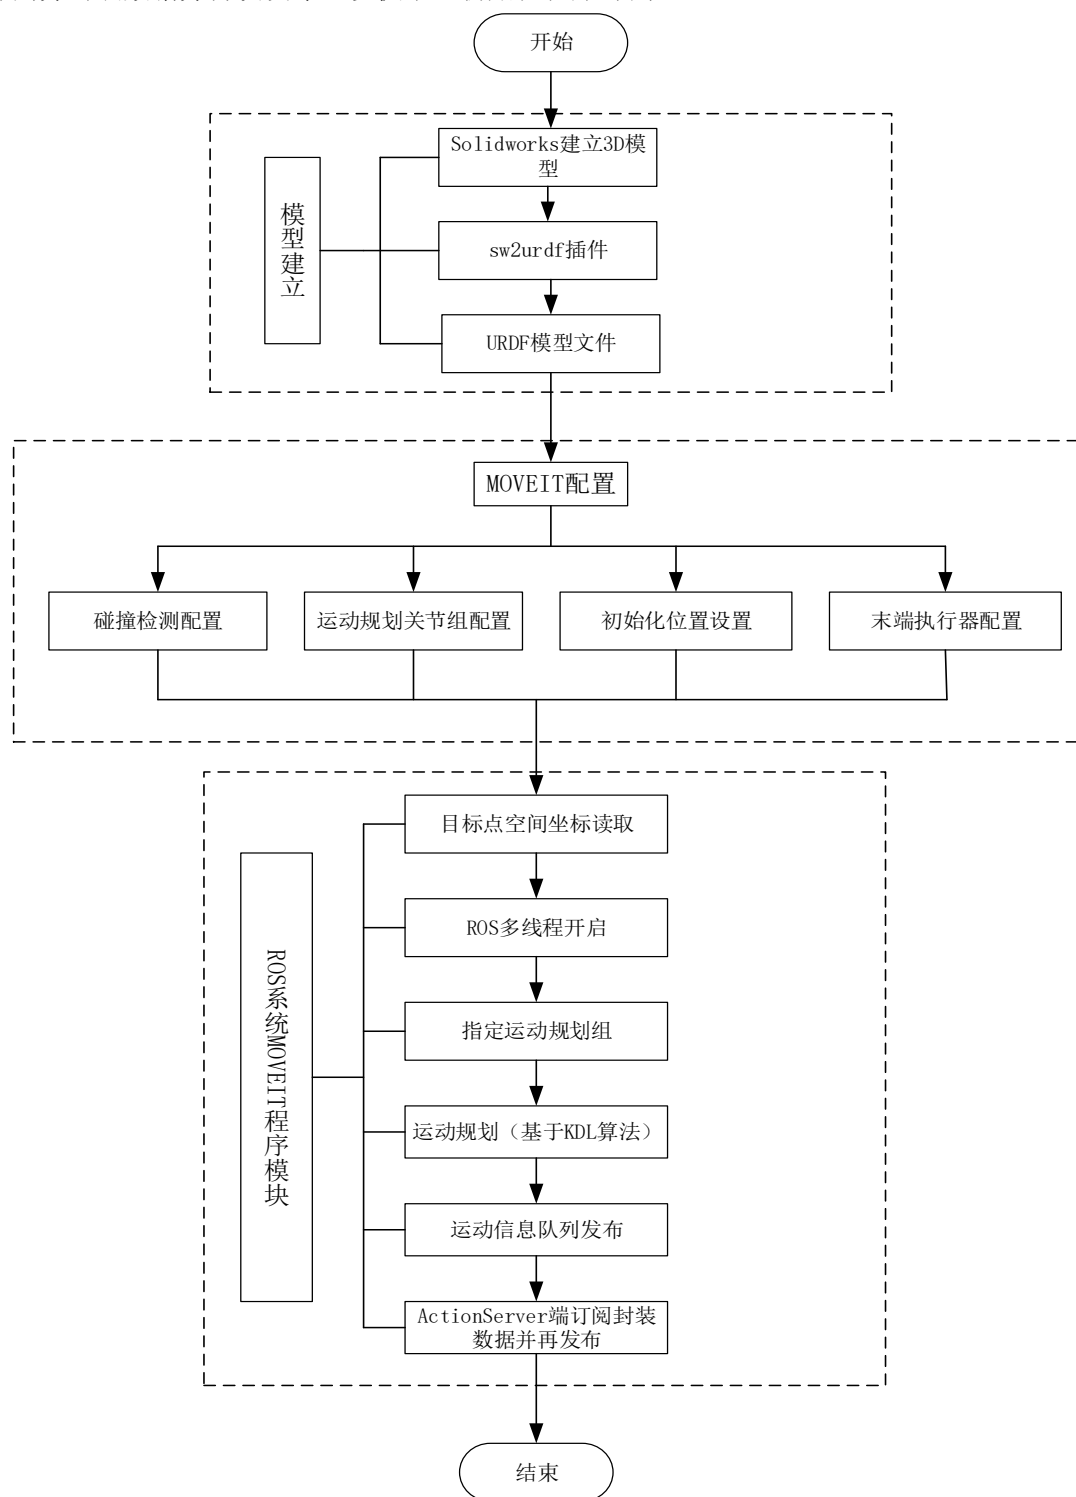 开始
Solidworks建立3D模
型
模型建立
sw2urdf插件
URDF模型文件
MOVEIT配置
碰撞检测配置
运动规划关节组配置
初始化位置设置
末端执行器配置
目标点空间坐标读取
ROS多线程开启
ROS系统MOVEIT程序模块
指定运动规划组
运动规划（基于KDL算法）
运动信息队列发布
ActionServer端订阅封装
数据并再发布
结束